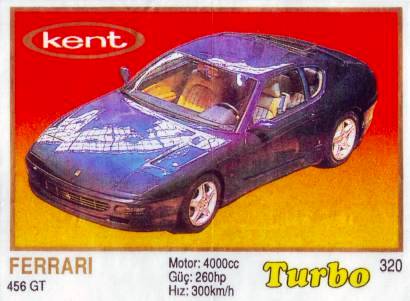 kent
FERRARI
456 GT
Motor: 4000cc
Güç: 260hp
Hız: 300km/h
Turbo
320